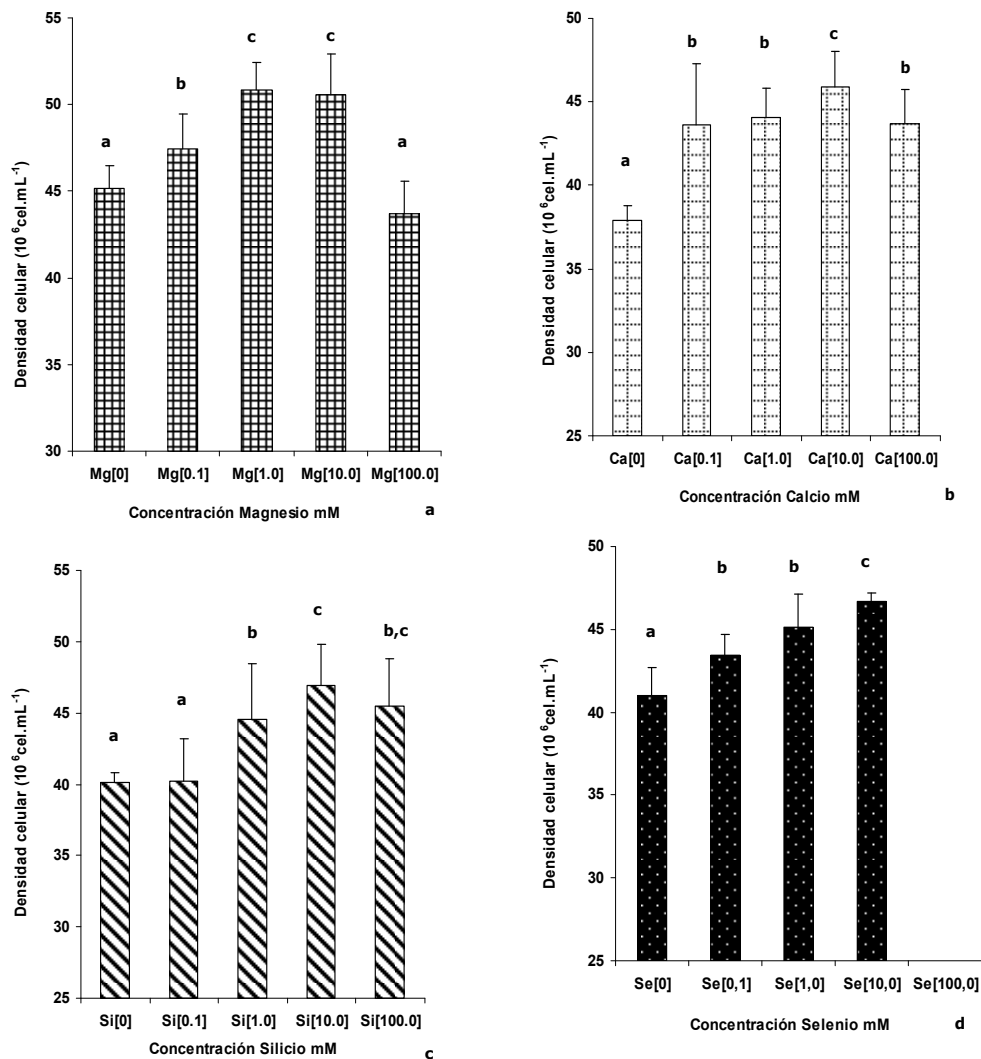 55
50
45
40
35
30
Densidad celular (10 6cel.mL-1)
a
b
c
c
a
Mg[0] Mg[0.1] Mg[1.0] Mg[10.0] Mg[100.0]
Concentración Magnesio mM
a
50
45
43
35
30
25
Densidad celular (10 6cel.mL-1)
a
b
b
c
b
Ca[0] Ca[0.1] Ca[1.0] Ca[10.0] Ca[100.0]
Concentración Calcio mM
b
55
50
45
40
35
30
25
Densidad celular (10 6cel.mL-1)
a
a
b
c
b,c
Si[0] Si[0.1] Si[1.0] Si[10.0] Si[100.0]
Concentración Silicio mM
c
50
45
40
35
30
25
Densidad celular (10 6cel.mL-1)
a
b
b
c
Se[0] Se[0,1] Se[1,0] Se[10,0] Se[100,0]
Concentración Selenio mM
d